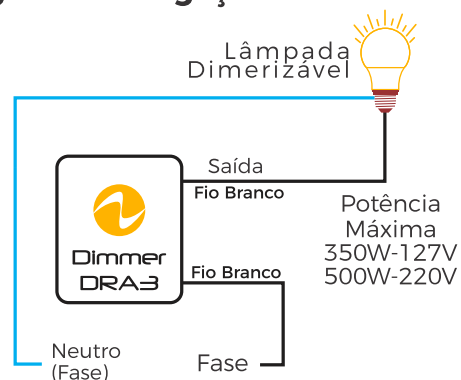 Lâmpada
Dimerizável
Saída
Fio Branco
Potência
Máxima
350W-127V
500W-220V
Dimmer
DRA3
Fio Branco
Neutro
(Fase)
Fase